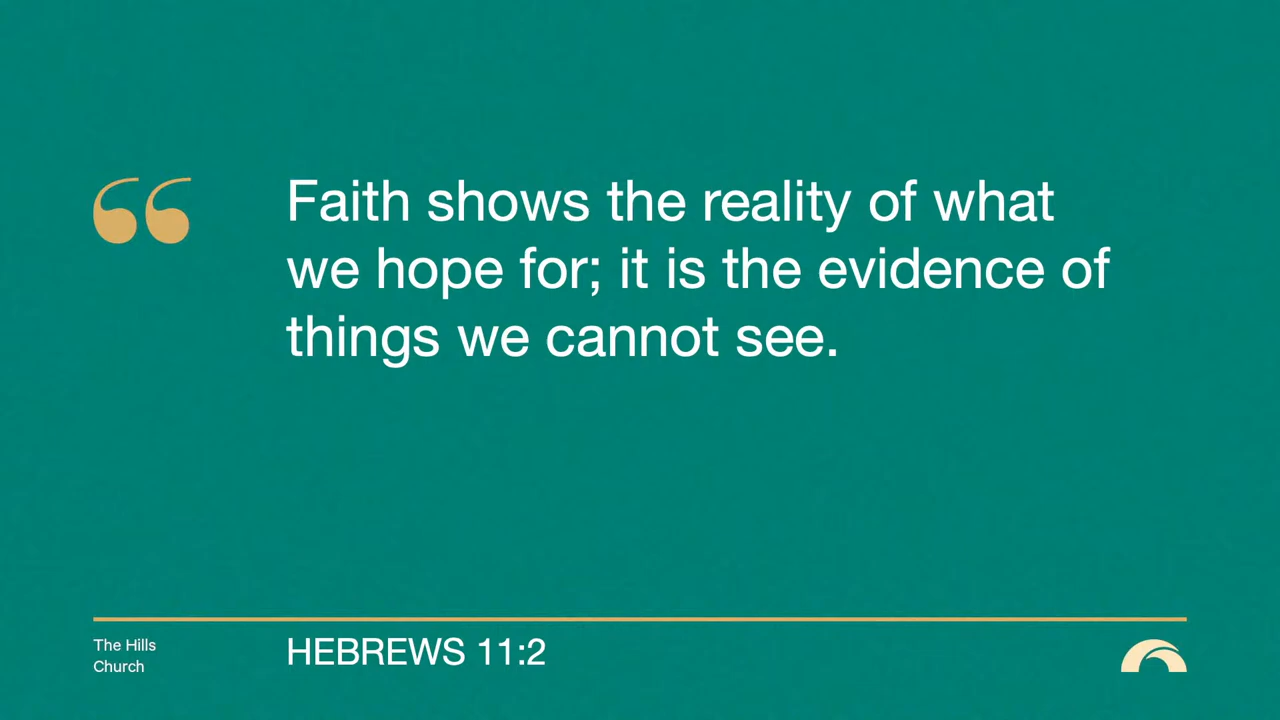 Faith shows the reality of what
we hope for; it is the evidence of
things we cannot see.
The Hills
Church
HEBREWS 11:2